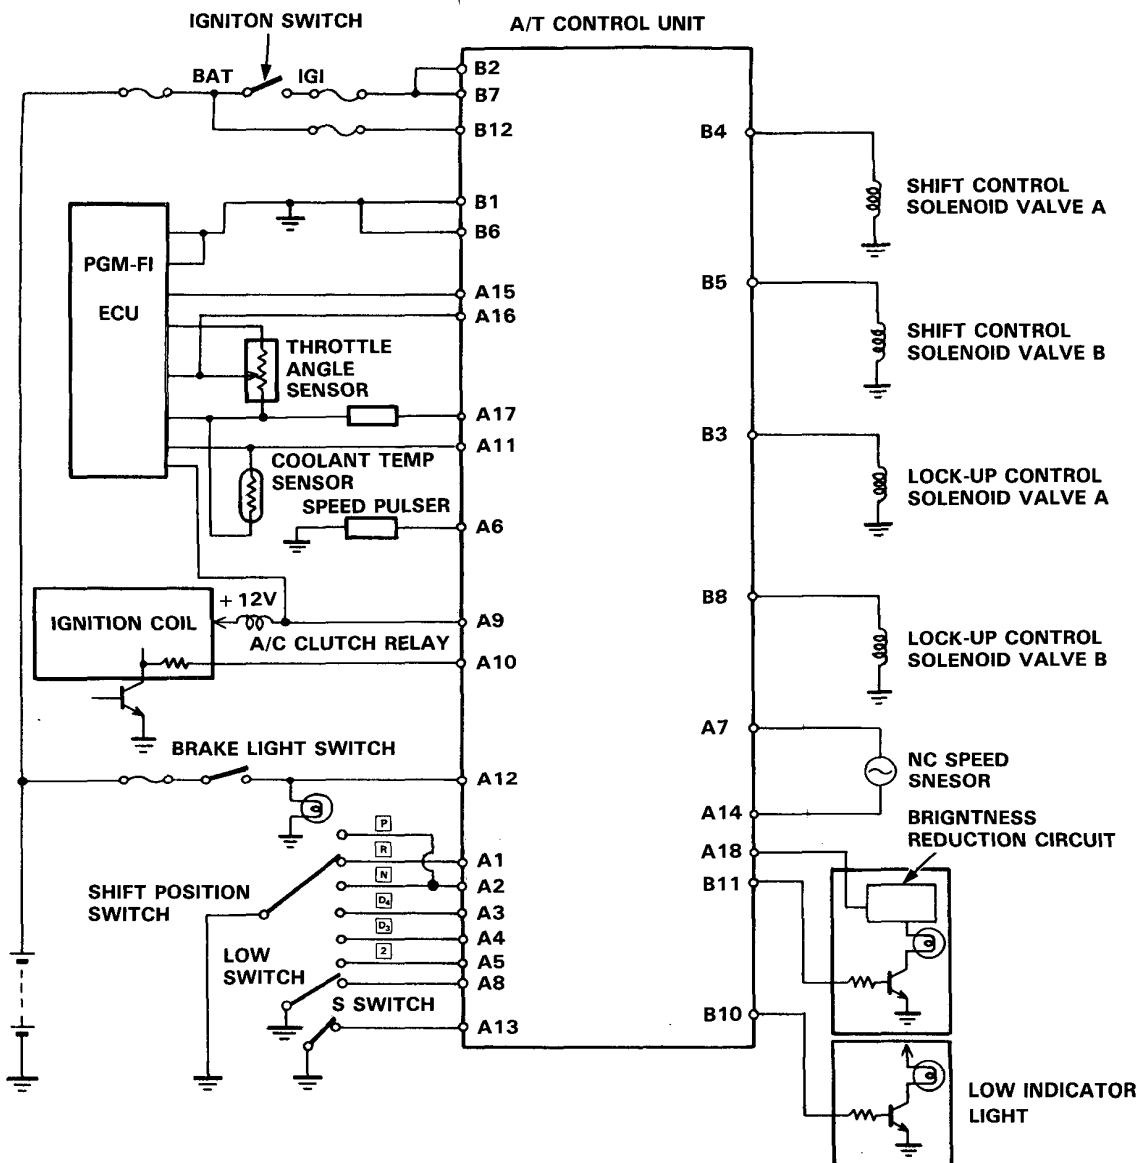 IGNITON SWITCH
A/T CONTROL UNIT
BAT
IGI
B2
B7
B12
B1
B6
PGM-FI
ECU
A15
A16
THROTTLE
ANGLE
SENSOR
A17
A11
COOLANT TEMP
SENSOR
SPEED PULSER
A6
+12V
IGNITION COIL
A9
A/C CLUTCH RELAY
A10
BRAKE LIGHT SWITCH
A12
P
R
N
D4
D3
2
A1
A2
A3
A4
A5
A8
A13
SHIFT POSITION
SWITCH
LOW
SWITCH
S SWITCH
B4
SHIFT CONTROL
SOLENOID VALVE A
B5
SHIFT CONTROL
SOLENOID VALVE B
B3
LOCK-UP CONTROL
SOLENOID VALVE A
B8
LOCK-UP CONTROL
SOLENOID VALVE B
A7
NC SPEED
SNESOR
A14
BRIGNTNESS
REDUCTION CIRCUIT
A18
B11
B10
LOW INDICATOR
LIGHT